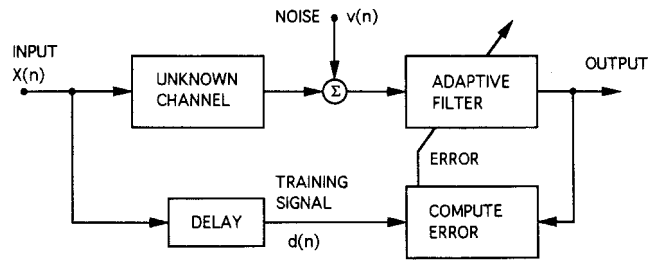 NOISE v(n)
INPUT
X(n)
UNKNOWN
CHANNEL
Σ
ADAPTIVE
FILTER
OUTPUT
ERROR
TRAINING
SIGNAL
DELAY
d(n)
COMPUTE
ERROR